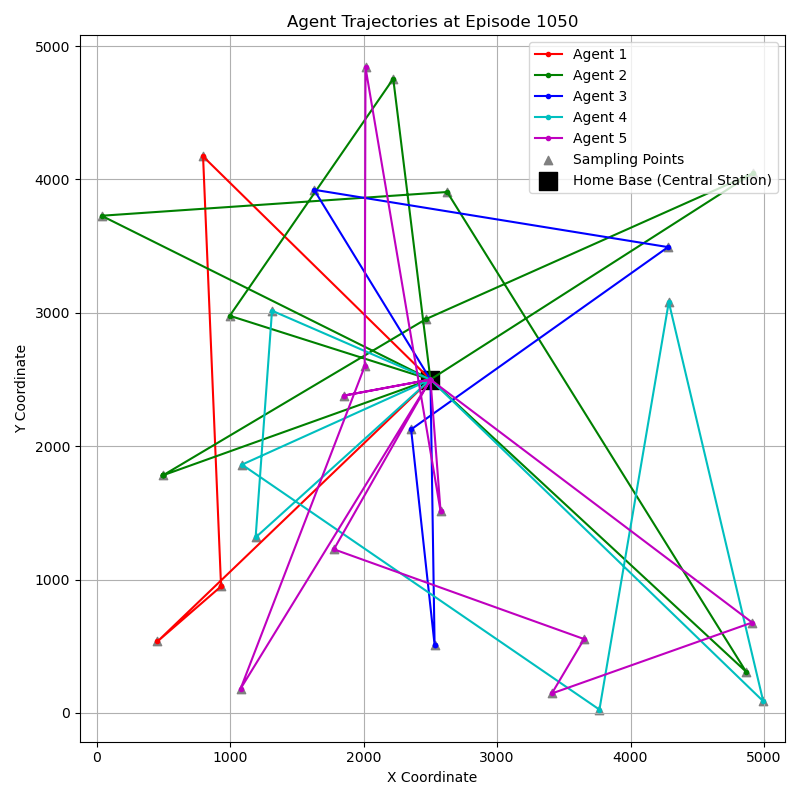 Agent Trajectories at Episode 1050
Agent 1
Agent 2
Agent 3
Agent 4
Agent 5
Sampling Points
Home Base (Central Station)
Y Coordinate
5000
4000
3000
2000
1000
0
0 1000 2000 3000 4000 5000
X Coordinate